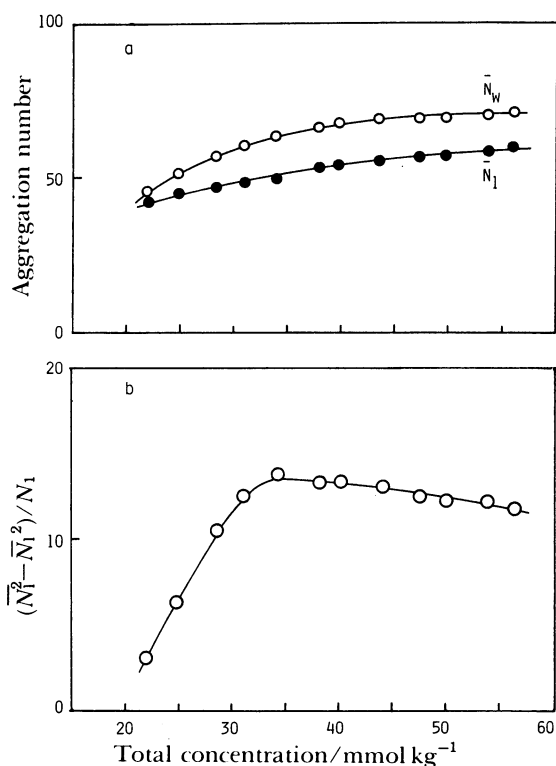 100
a
N̄w
50
N̄1
0
Aggregation number
20
b
10
0
(N̄1²−N̄1²)/N1
20 30 40 50 60
Total concentration/mmol kg⁻¹